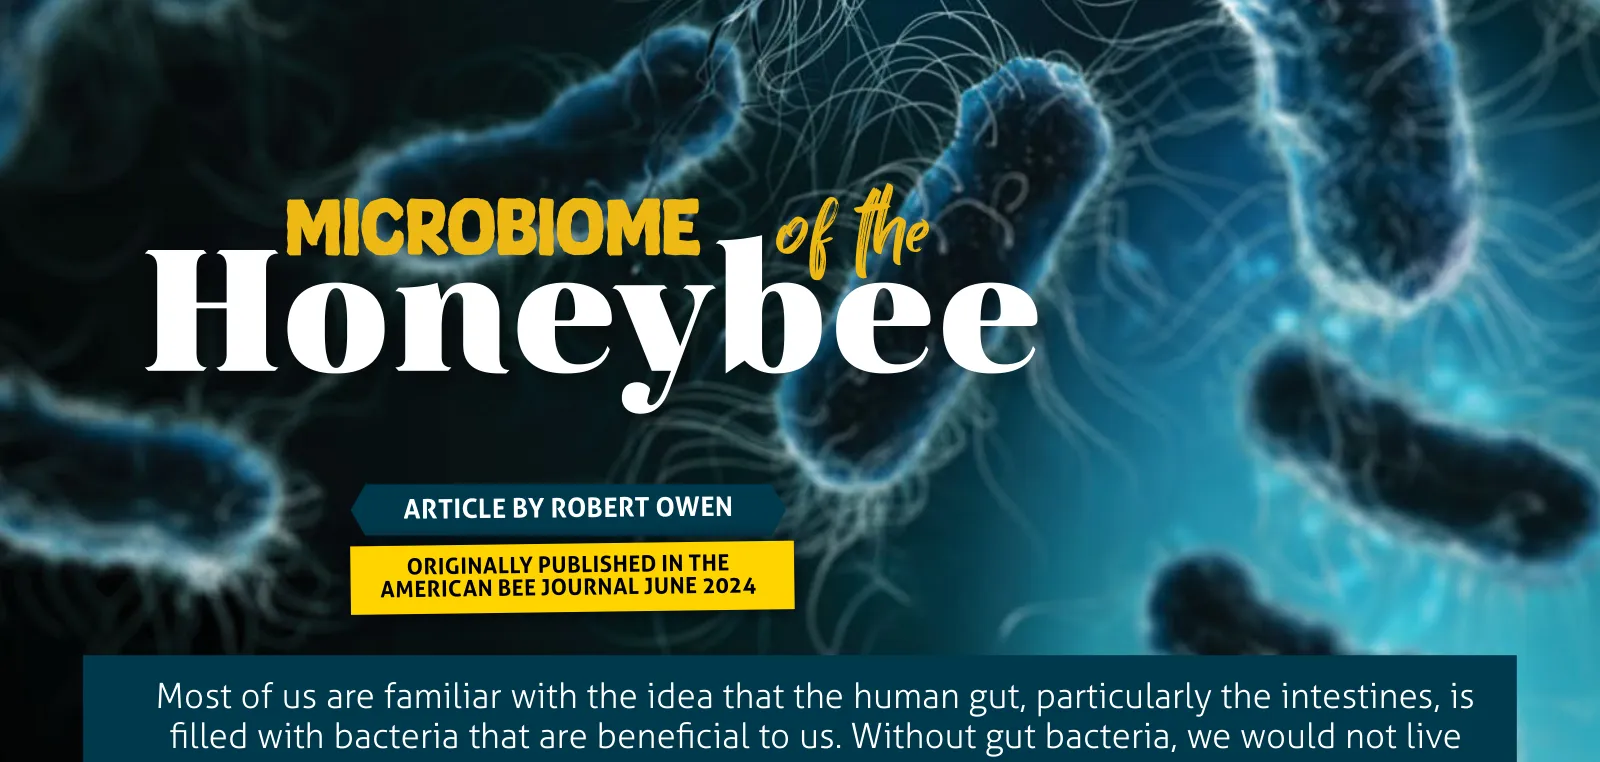 MICROBIOME of the
Honeybee
ARTICLE BY ROBERT OWEN
ORIGINALLY PUBLISHED IN THE
AMERICAN BEE JOURNAL JUNE 2024
Most of us are familiar with the idea that the human gut, particularly the intestines, is
filled with bacteria that are beneficial to us. Without gut bacteria, we would not live